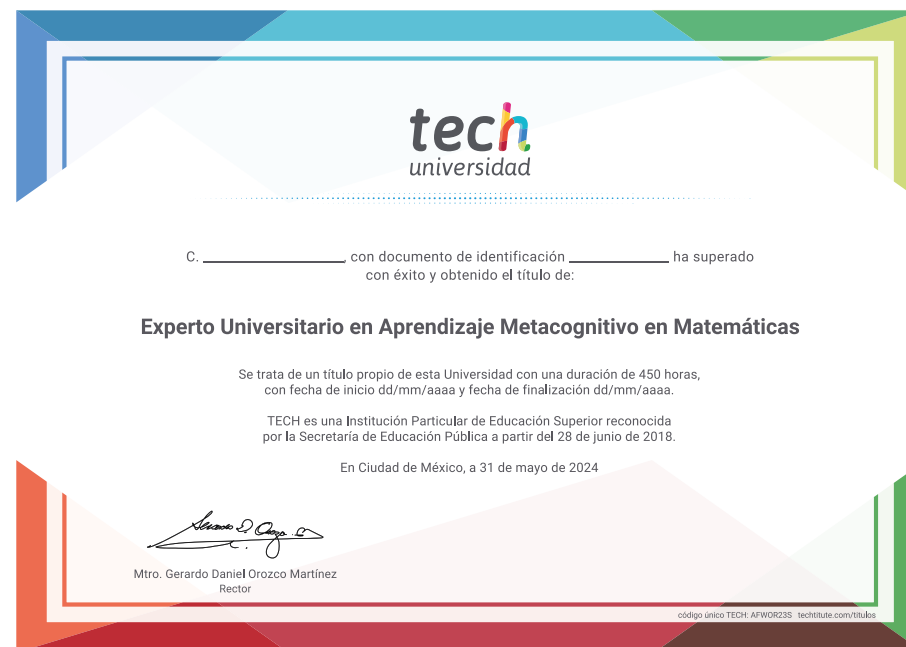 tech
universidad
C. ____________________, con documento de identificación ______________ ha superado
con éxito y obtenido el título de:
Experto Universitario en Aprendizaje Metacognitivo en Matemáticas
Se trata de un título propio de esta Universidad con una duración de 450 horas,
con fecha de inicio dd/mm/aaaa y fecha de finalización dd/mm/aaaa.
TECH es una Institución Particular de Educación Superior reconocida
por la Secretaría de Educación Pública a partir del 28 de junio de 2018.
En Ciudad de México, a 31 de mayo de 2024
Mtro. Gerardo Daniel Orozco Martínez
Rector
código único TECH: AFWOR23S techtitute.com/titulos